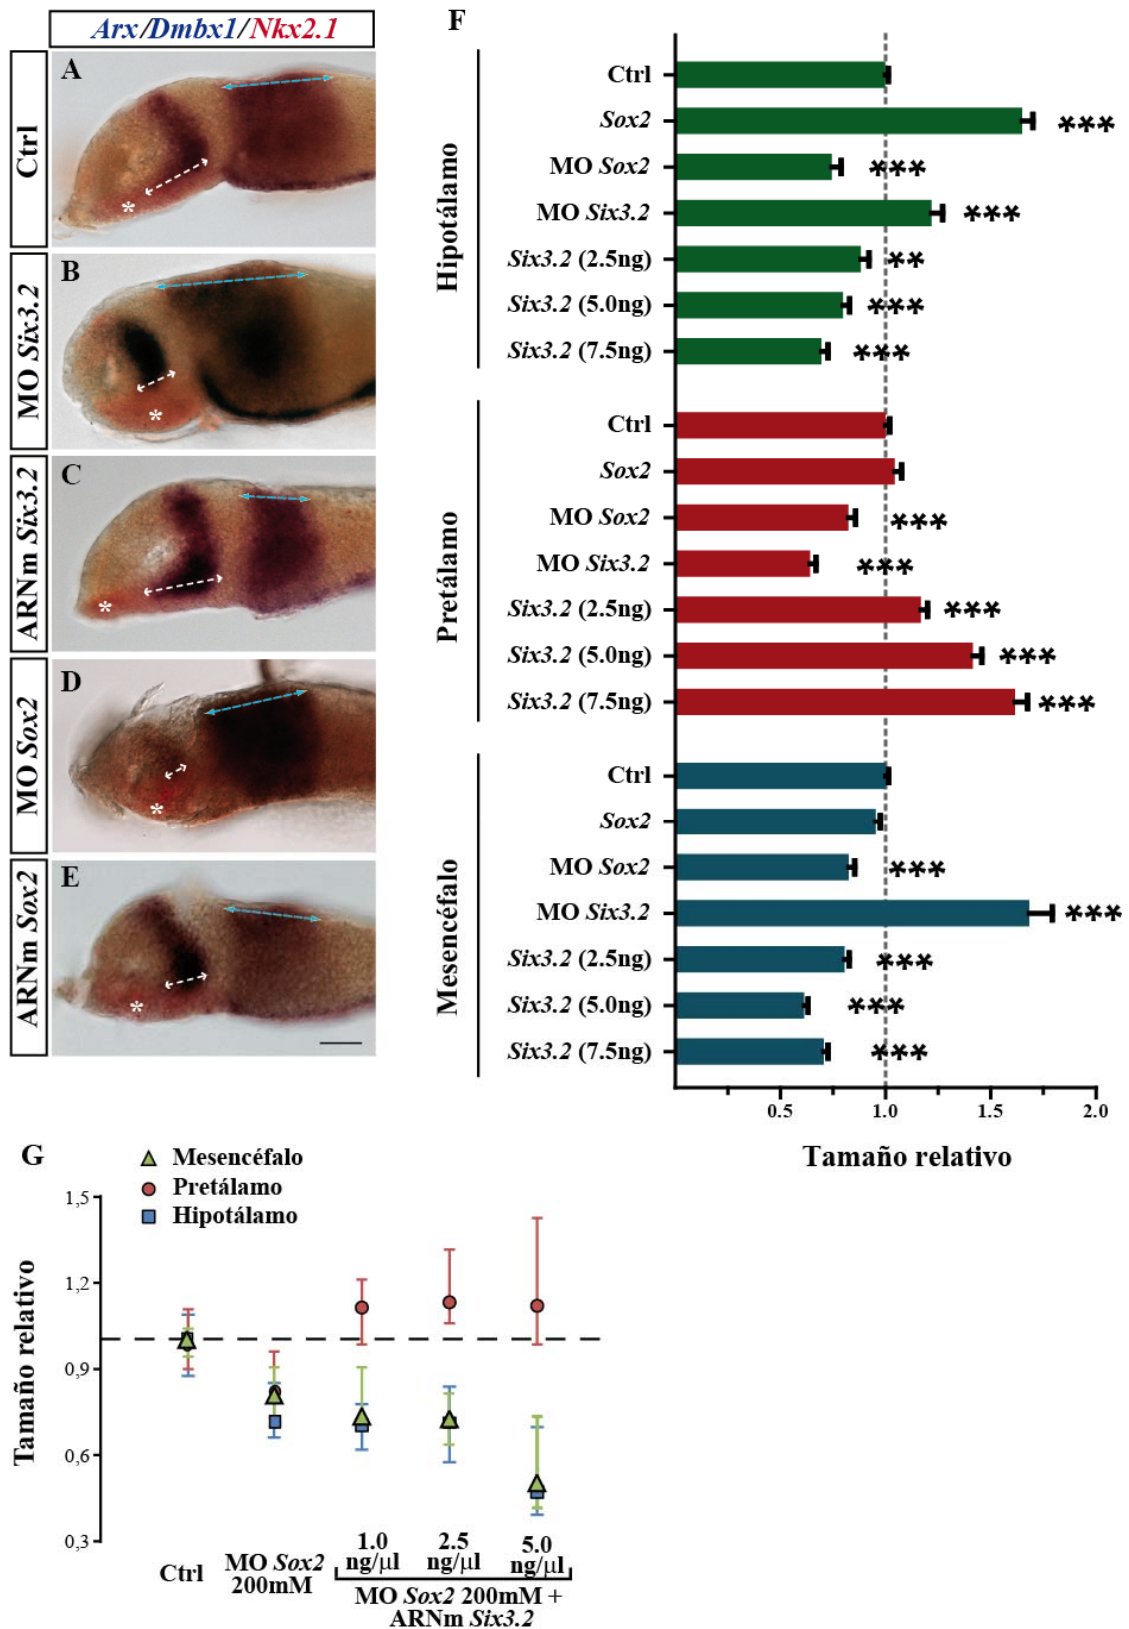 Arx/Dmbx1/Nkx2.1
A
Ctrl
B
MO Six3.2
C
ARNm Six3.2
D
MO Sox2
E
ARNm Sox2
F
Hipotálamo
Ctrl
Sox2 ***
MO Sox2 ***
MO Six3.2 ***
Six3.2 (2.5ng) **
Six3.2 (5.0ng) ***
Six3.2 (7.5ng) ***
Pretálamo
Ctrl
Sox2
MO Sox2 ***
MO Six3.2 ***
Six3.2 (2.5ng) ***
Six3.2 (5.0ng) ***
Six3.2 (7.5ng) ***
Mesencéfalo
Ctrl
Sox2
MO Sox2 ***
MO Six3.2 ***
Six3.2 (2.5ng) ***
Six3.2 (5.0ng) ***
Six3.2 (7.5ng) ***
0.5 1.0 1.5 2.0
Tamaño relativo
G
Mesencéfalo
Pretálamo
Hipotálamo
Tamaño relativo
1,5
1,2
0,9
0,6
0,3
Ctrl
MO Sox2
200mM
1.0
ng/µl
2.5
ng/µl
5.0
ng/µl
MO Sox2 200mM +
ARNm Six3.2